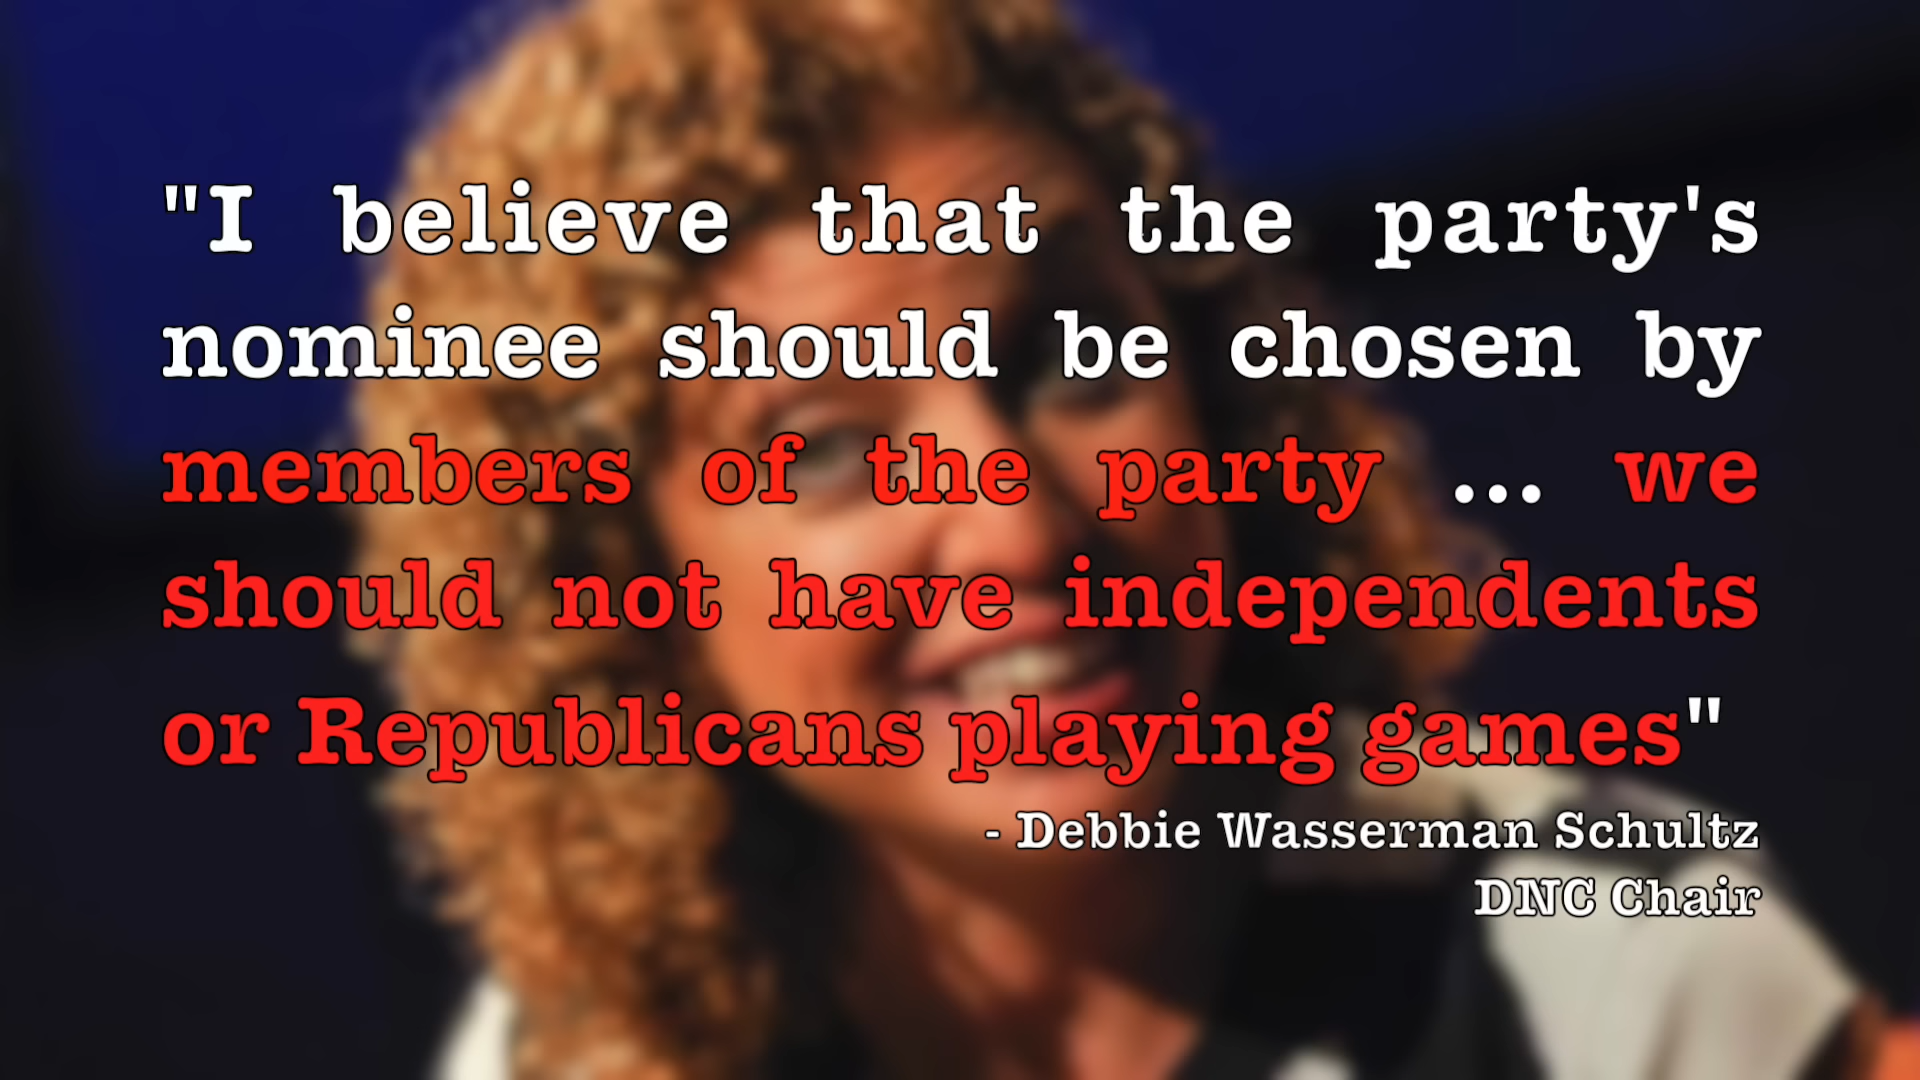 "I believe that the party's
nominee should be chosen by
members of the party ... we
should not have independents
or Republicans playing games"
- Debbie Wasserman Schultz
DNC Chair